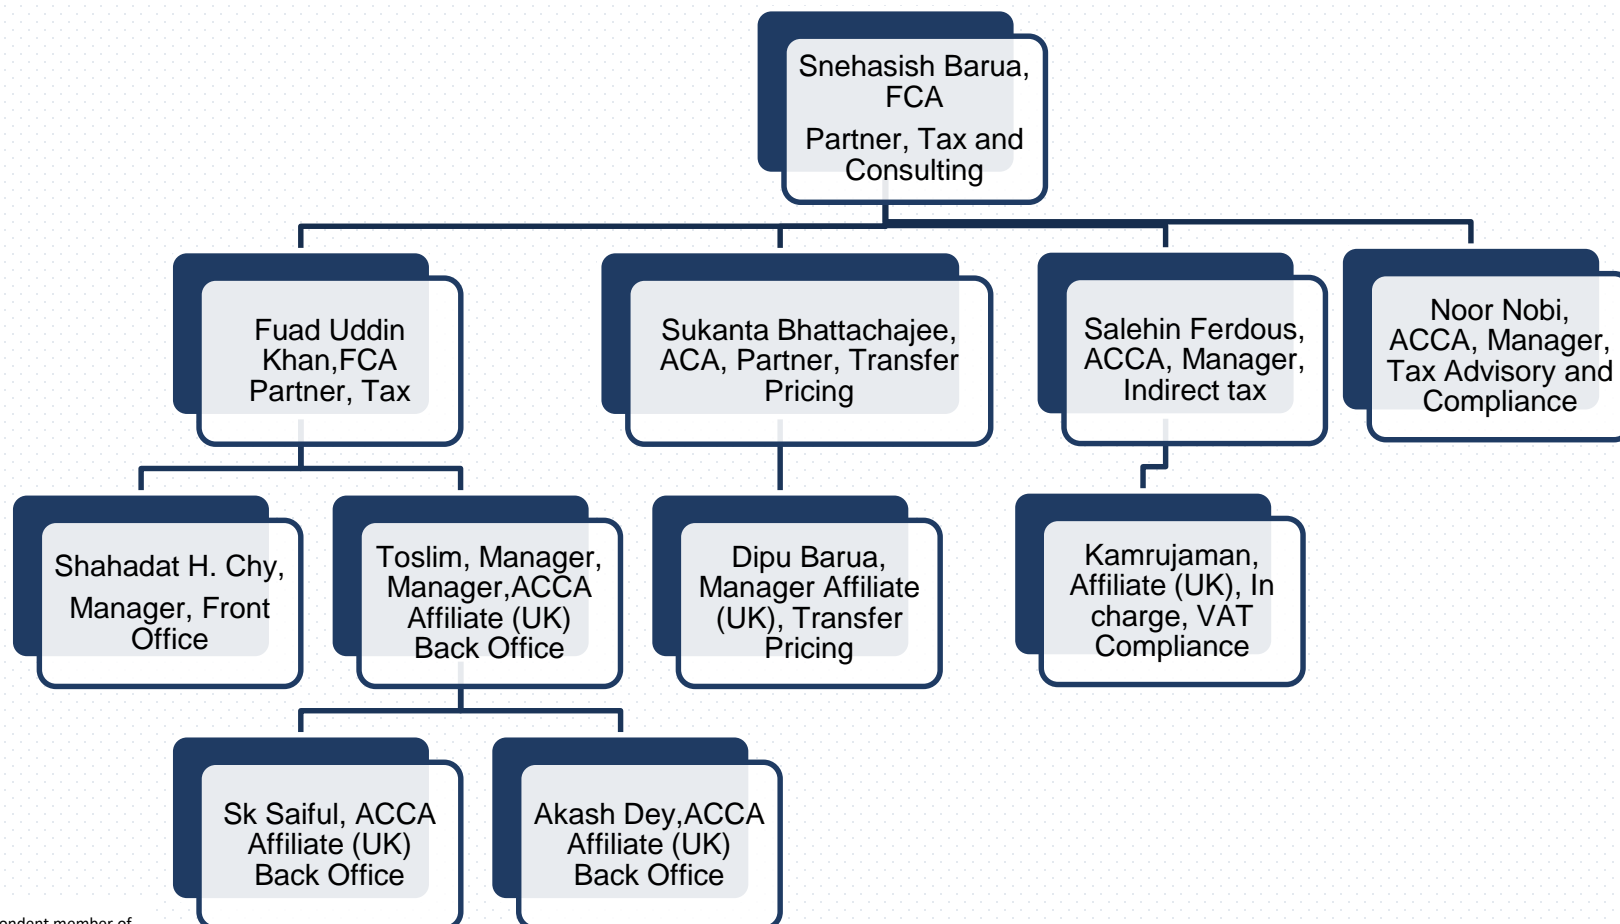 Snehasish Barua,
FCA
Partner, Tax and
Consulting
Fuad Uddin
Khan,FCA
Partner, Tax
Sukanta Bhattachajee,
ACA, Partner, Transfer
Pricing
Salehin Ferdous,
ACCA, Manager,
Indirect tax
Noor Nobi,
ACCA, Manager,
Tax Advisory and
Compliance
Shahadat H. Chy,
Manager, Front
Office
Toslim, Manager,
Manager,ACCA
Affiliate (UK)
Back Office
Dipu Barua,
Manager Affiliate
(UK), Transfer
Pricing
Kamrujaman,
Affiliate (UK), In
charge, VAT
Compliance
Sk Saiful, ACCA
Affiliate (UK)
Back Office
Akash Dey,ACCA
Affiliate (UK)
Back Office
member of